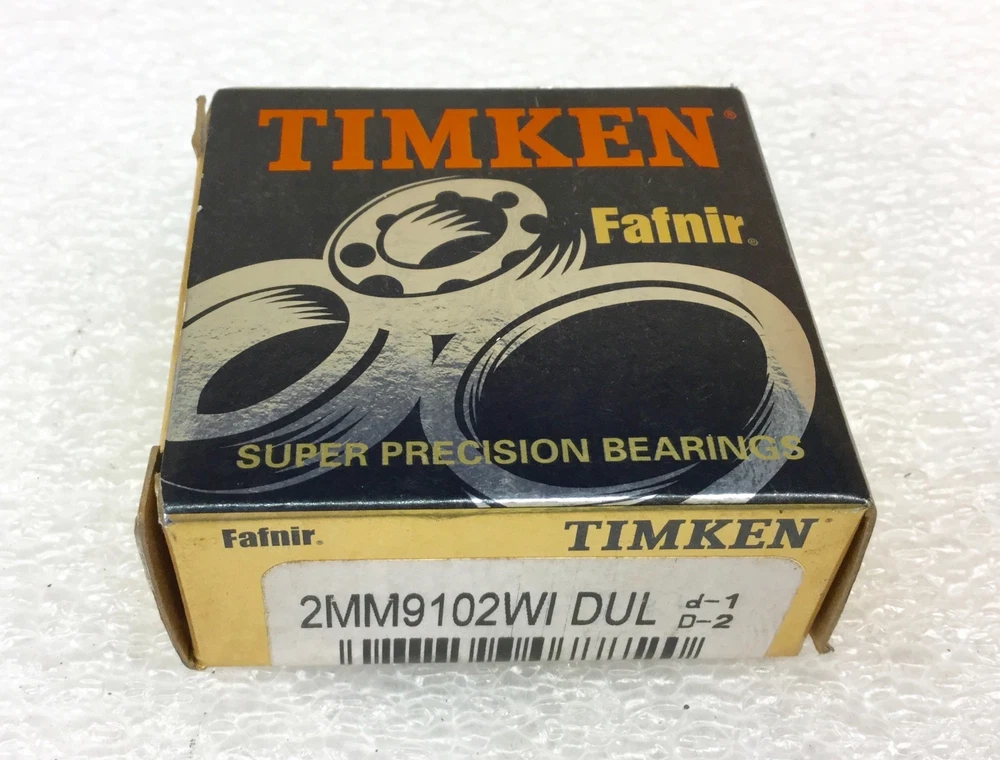 TIMKEN®
Fafnir®
SUPER PRECISION BEARINGS
Fafnir® TIMKEN®
2MM9102WI DUL d-1
D-2